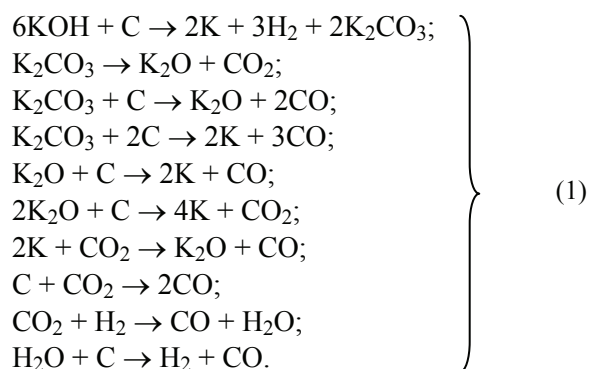 6KOH + C → 2K + 3H₂ + 2K₂CO₃;
K₂CO₃ → K₂O + CO₂;
K₂CO₃ + C → K₂O + 2CO;
K₂CO₃ + 2C → 2K + 3CO;
K₂O + C → 2K + CO;
2K₂O + C → 4K + CO₂;
2K + CO₂ → K₂O + CO;
C + CO₂ → 2CO;
CO₂ + H₂ → CO + H₂O;
H₂O + C → H₂ + CO.
(1)